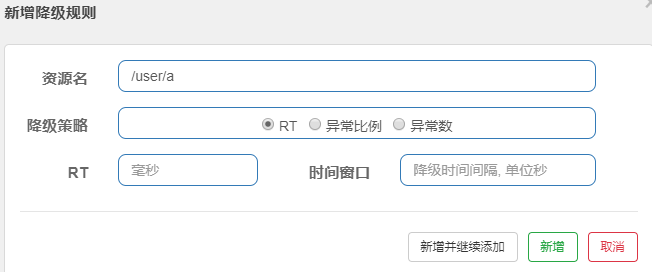 新增降级规则
资源名 /user/a
降级策略 RT 异常比例 异常数
RT 毫秒 时间窗口 降级时间间隔, 单位秒
新增并继续添加 新增 取消